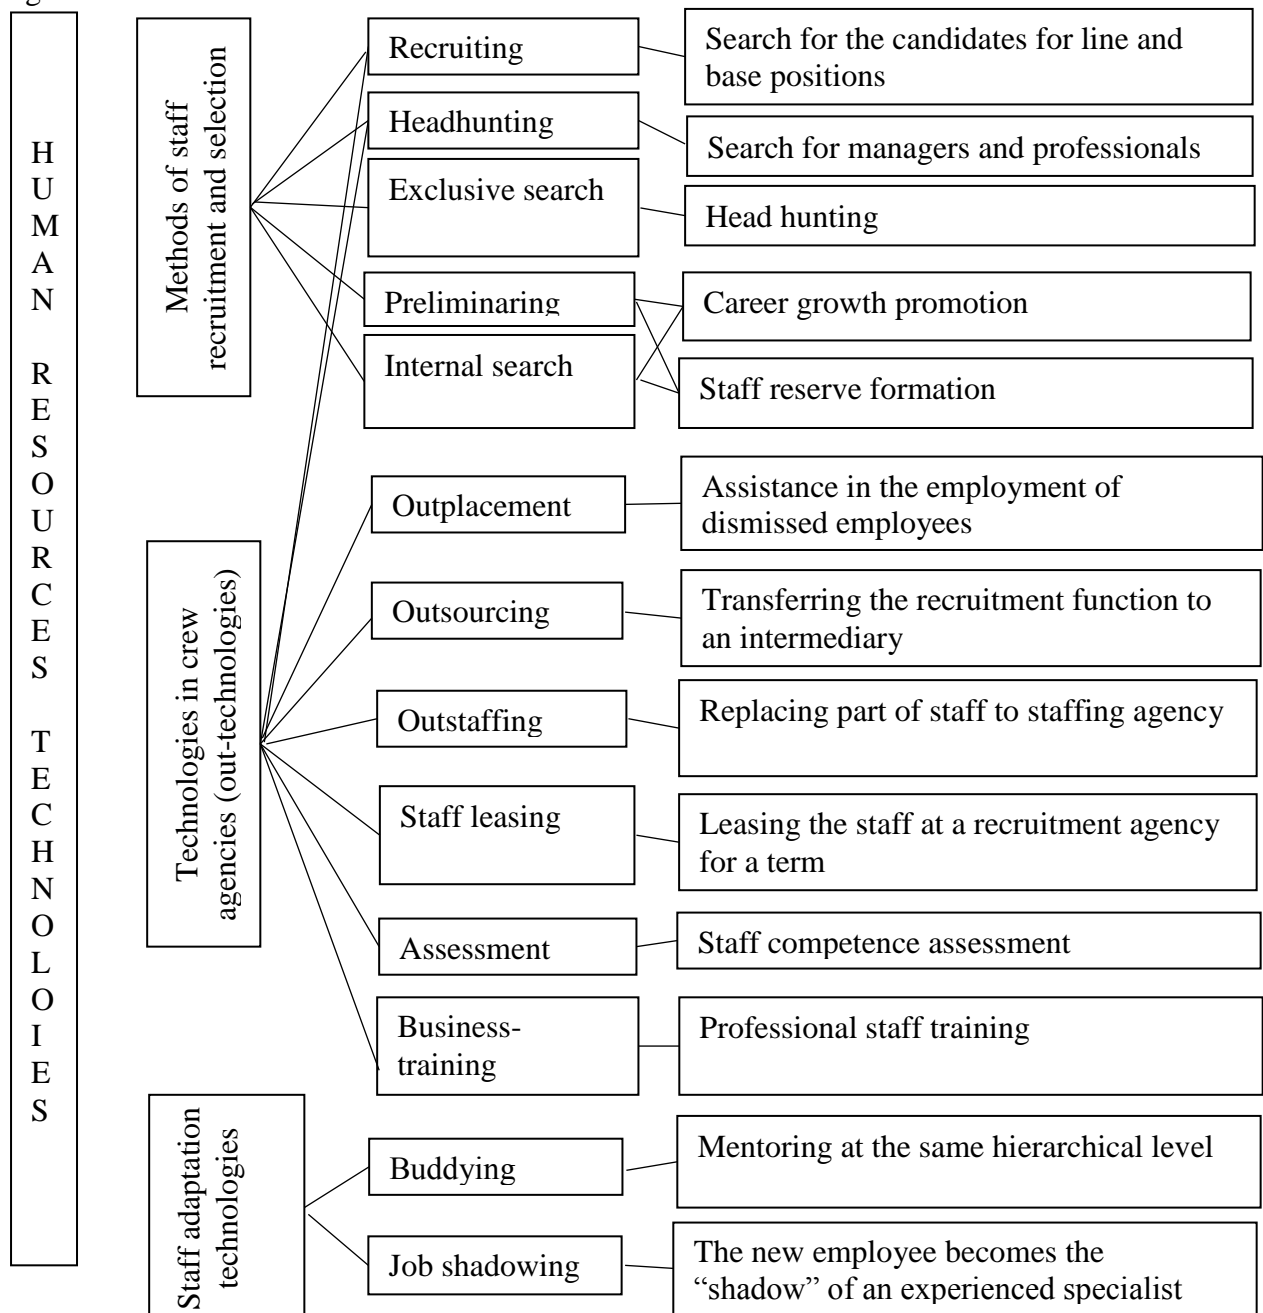 g
HUMAN RESOURCES TECHNOLOIES
Methods of staff
recruitment and selection
Recruiting
Search for the candidates for line and
base positions
Headhunting
Search for managers and professionals
Exclusive search
Head hunting
Preliminaring
Career growth promotion
Internal search
Staff reserve formation
Technologies in crew
agencies (out-technologies)
Outplacement
Assistance in the employment of
dismissed employees
Outsourcing
Transferring the recruitment function to
an intermediary
Outstaffing
Replacing part of staff to staffing agency
Staff leasing
Leasing the staff at a recruitment agency
for a term
Assessment
Staff competence assessment
Business-
training
Professional staff training
Staff adaptation
technologies
Buddying
Mentoring at the same hierarchical level
Job shadowing
The new employee becomes the
“shadow” of an experienced specialist